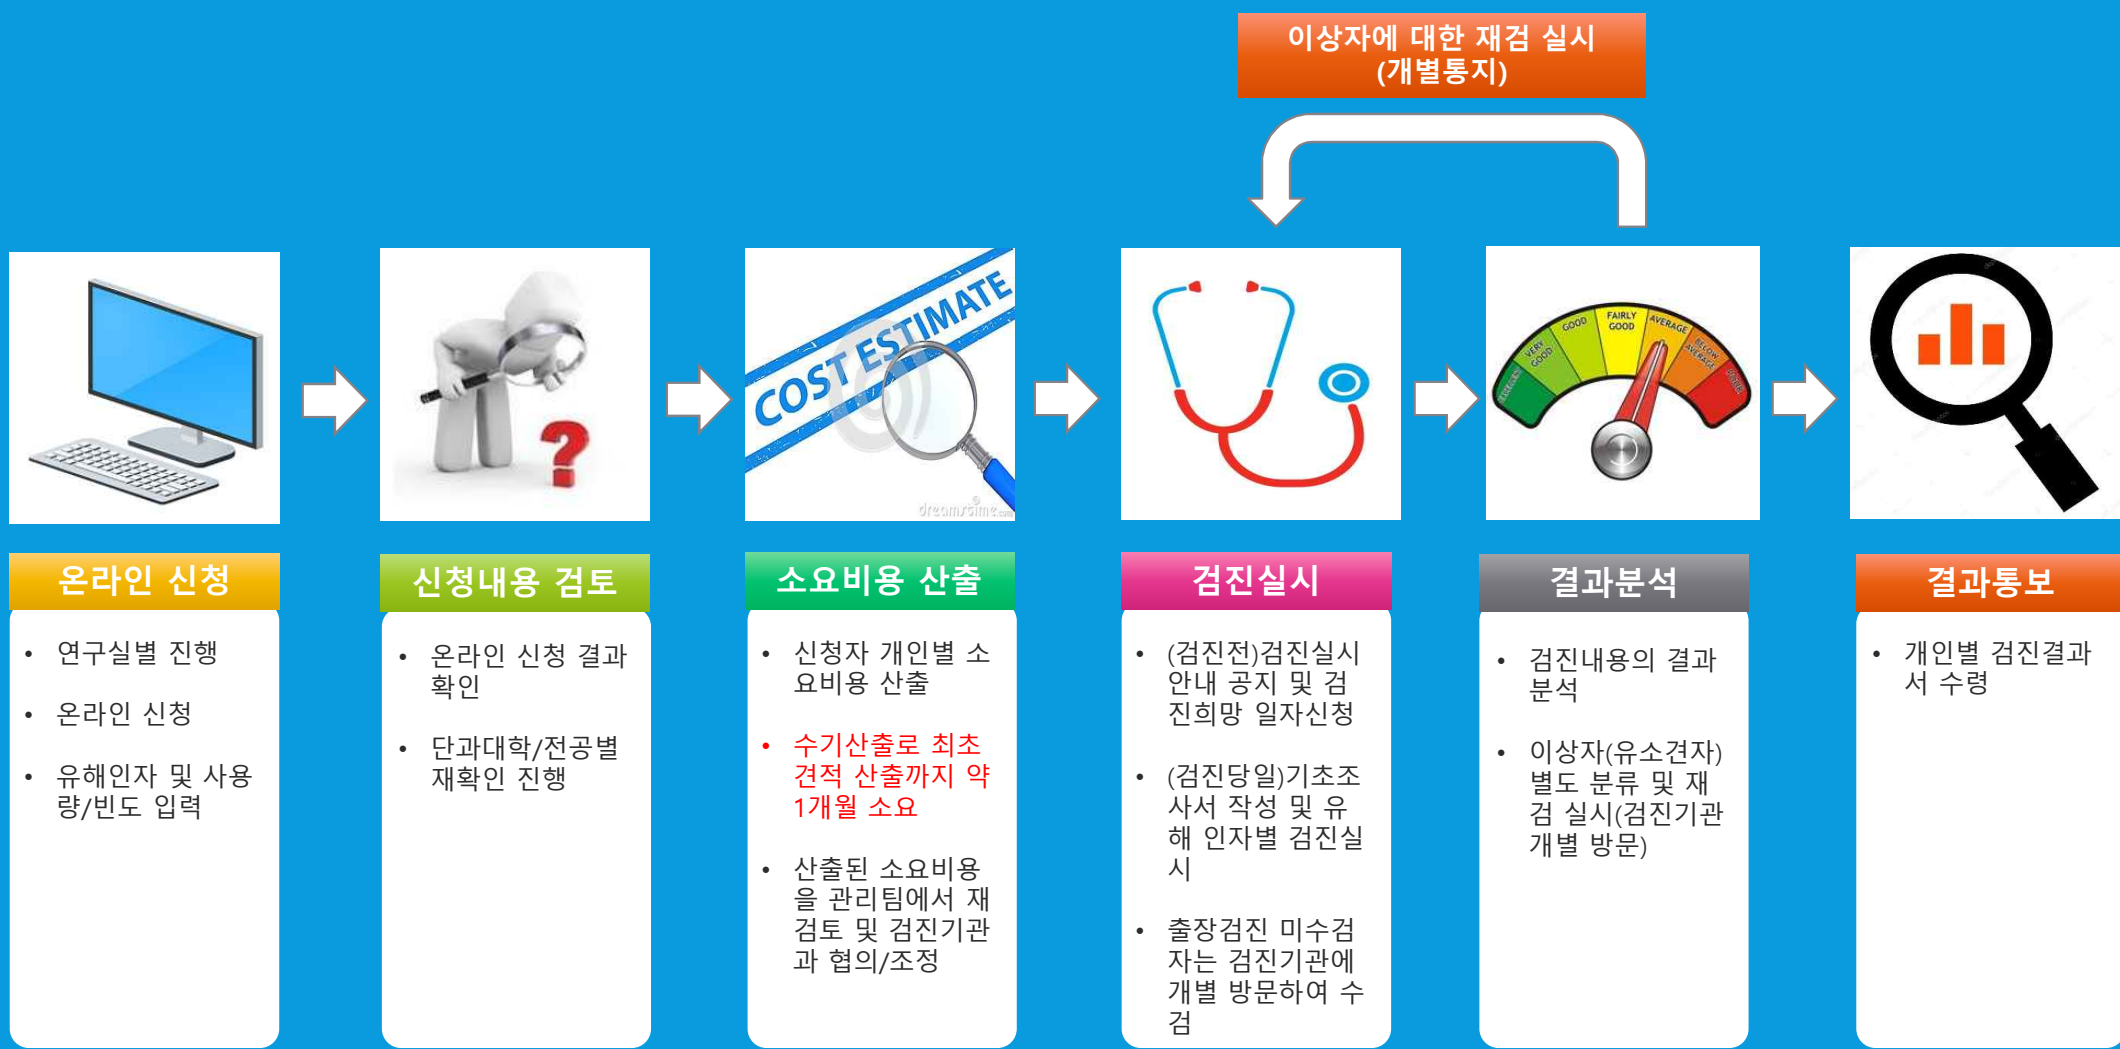 이상자에 대한 재검 실시
(개별통지)
COST ESTIMATE
dreamstime.com
EXCELLENT
VERY
GOOD
GOOD
FAIRLY
GOOD
AVERAGE
BELOW
AVERAGE
POOR
온라인 신청
• 연구실별 진행
• 온라인 신청
• 유해인자 및 사용
량/빈도 입력
신청내용 검토
• 온라인 신청 결과
확인
• 단과대학/전공별
재확인 진행
소요비용 산출
• 신청자 개인별 소
요비용 산출
• 수기산출로 최초
견적 산출까지 약
1개월 소요
• 산출된 소요비용
을 관리팀에서 재
검토 및 검진기관
과 협의/조정
검진실시
• (검진전)검진실시
안내 공지 및 검
진희망 일자신청
• (검진당일)기초조
사서 작성 및 유
해 인자별 검진실
시
• 출장검진 미수검
자는 검진기관에
개별 방문하여 수
검
결과분석
• 검진내용의 결과
분석
• 이상자(유소견자)
별도 분류 및 재
검 실시(검진기관
개별 방문)
결과통보
• 개인별 검진결과
서 수령